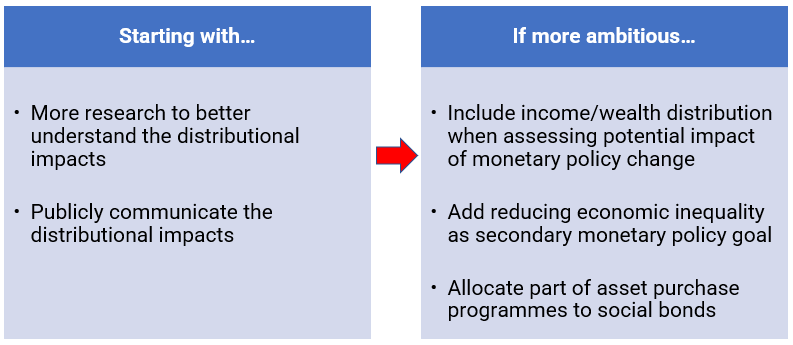 Starting with…
• More research to better
understand the distributional
impacts
• Publicly communicate the
distributional impacts
If more ambitious…
• Include income/wealth distribution
when assessing potential impact
of monetary policy change
• Add reducing economic inequality
as secondary monetary policy goal
• Allocate part of asset purchase
programmes to social bonds